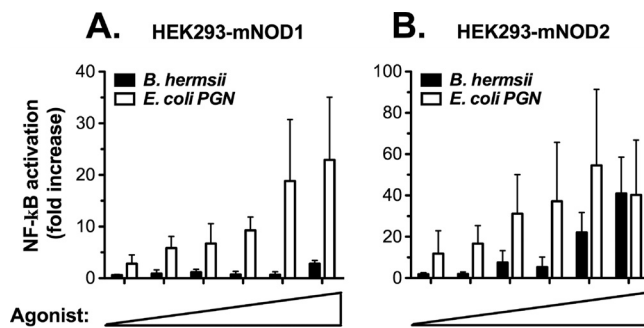 A. HEK293-mNOD1
B. HEK293-mNOD2
NF-kB activation
(fold increase)
40
30
20
10
0
B. hermsii
E. coli PGN
100
80
60
40
20
0
B. hermsii
E. coli PGN
Agonist: